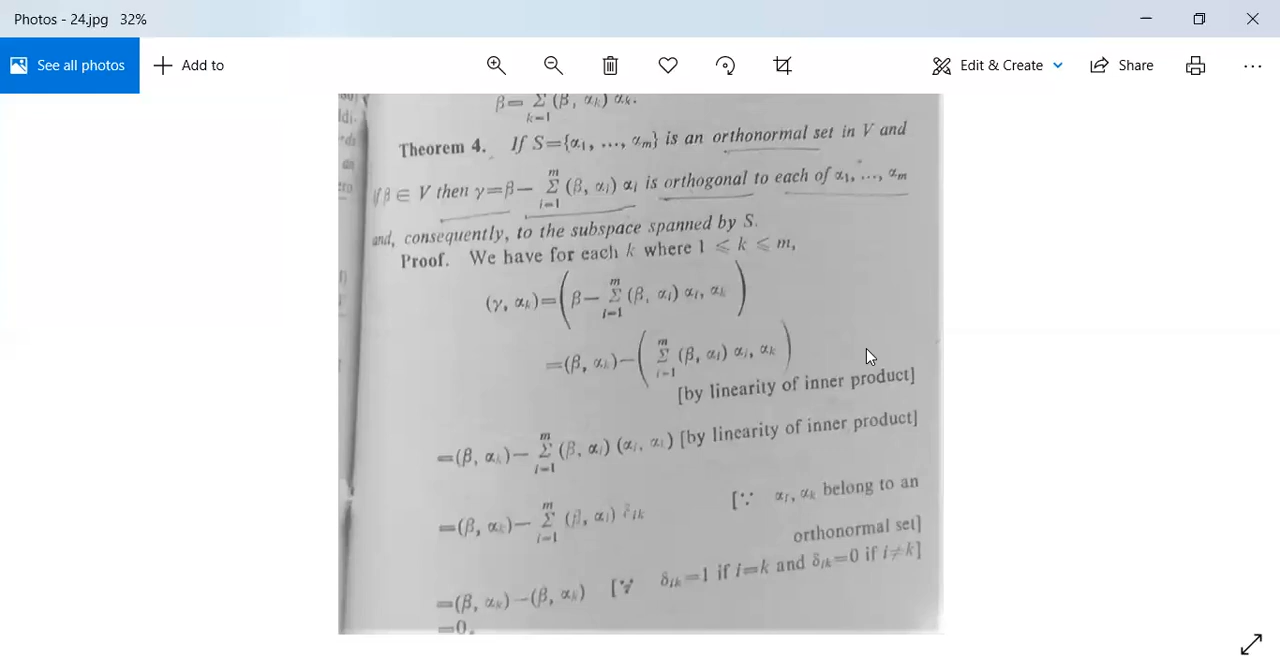 Photos - 24.jpg 32%
See all photos
Add to
Edit & Create
Share
β= Σ (β, αk) αk.
k=1
Theorem 4. If S={α1, ..., αm} is an orthonormal set in V and
if β ∈ V then γ=β− m Σ i=1 (β, αi) αi is orthogonal to each of α1, ..., αm
and, consequently, to the subspace spanned by S.
Proof. We have for each k where 1 ⩽ k ⩽ m,
(γ, αk)=(β− m Σ i=1 (β, αi) αi, αk)
=(β, αk)−( m Σ i=1 (β, αi) αi, αk)
[by linearity of inner product]
=(β, αk)− m Σ i=1 (β, αi) (αi, αk) [by linearity of inner product]
=(β, αk)− m Σ i=1 (β, αi) δik [∵ αi, αk belong to an
orthonormal set]
=(β, αk)−(β, αk) [∵ δik=1 if i=k and δik=0 if i≠k]
=0.